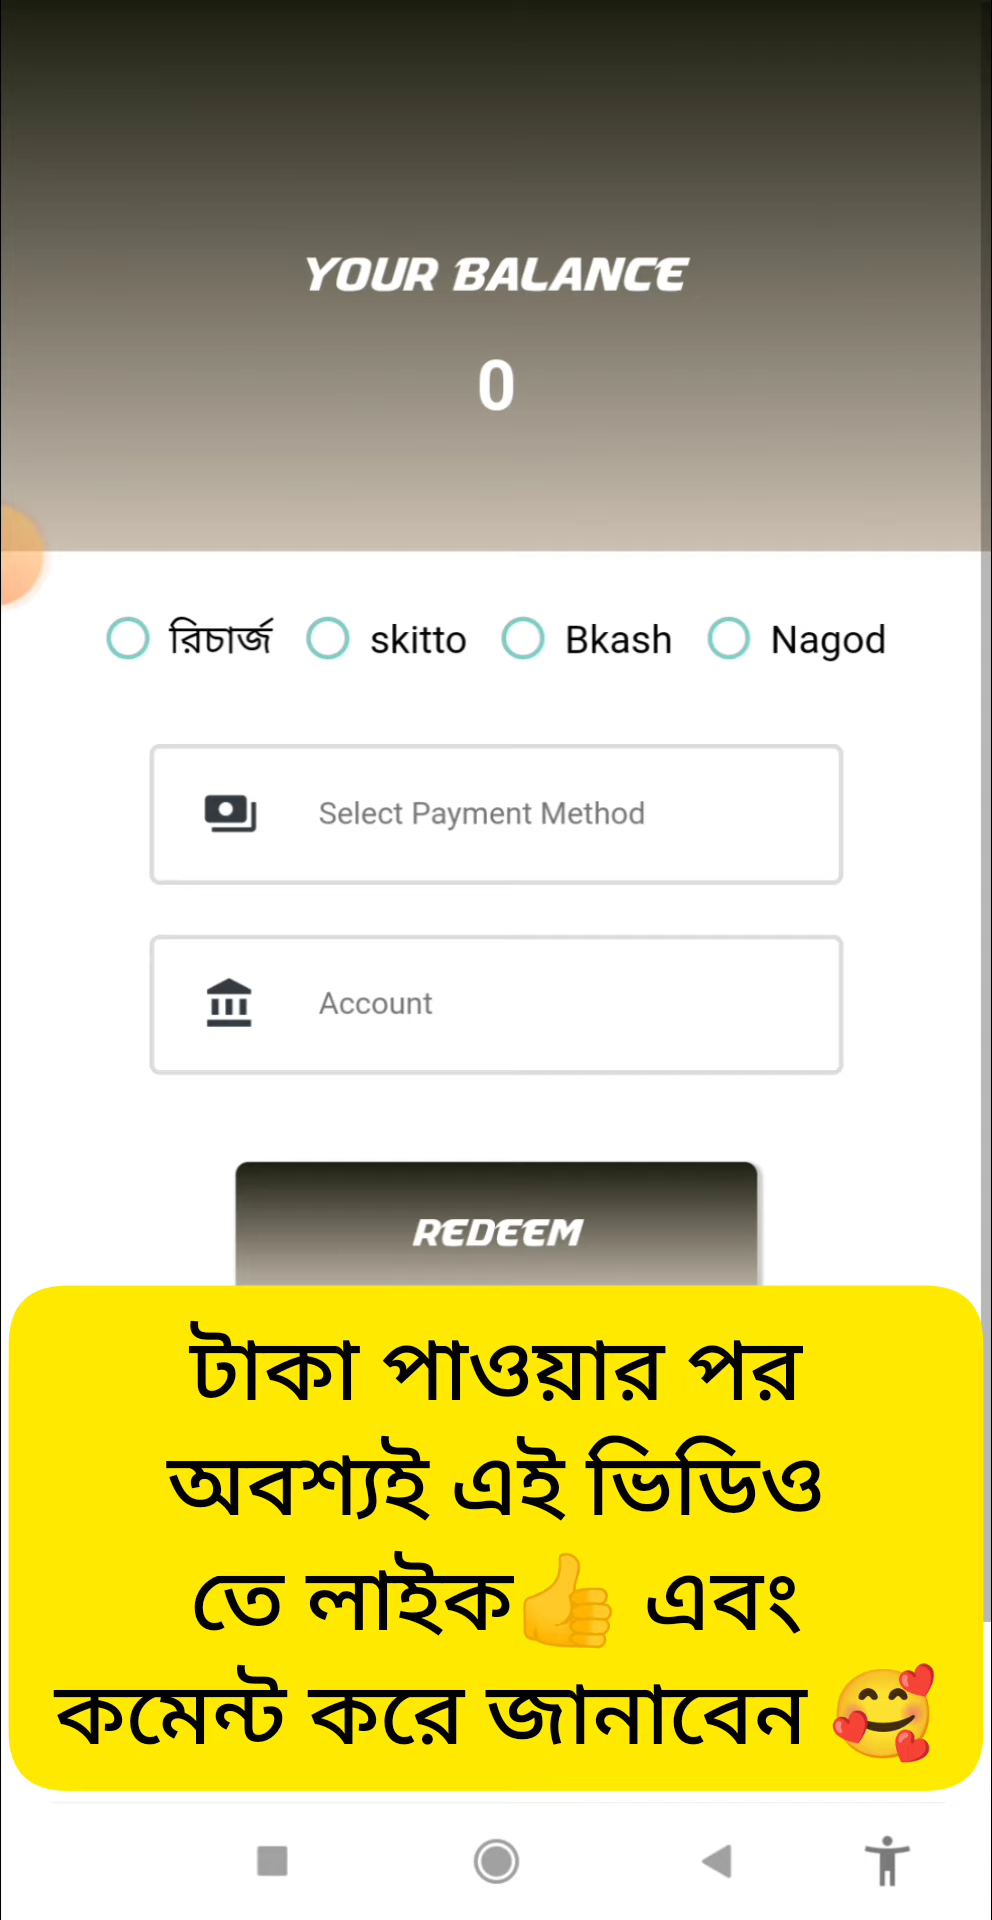 YOUR BALANCE
0
রিচার্জ skitto Bkash Nagod
Select Payment Method
Account
REDEEM
টাকা পাওয়ার পর
অবশ্যই এই ভিডিও
তে লাইক👍 এবং
কমেন্ট করে জানাবেন 🥰